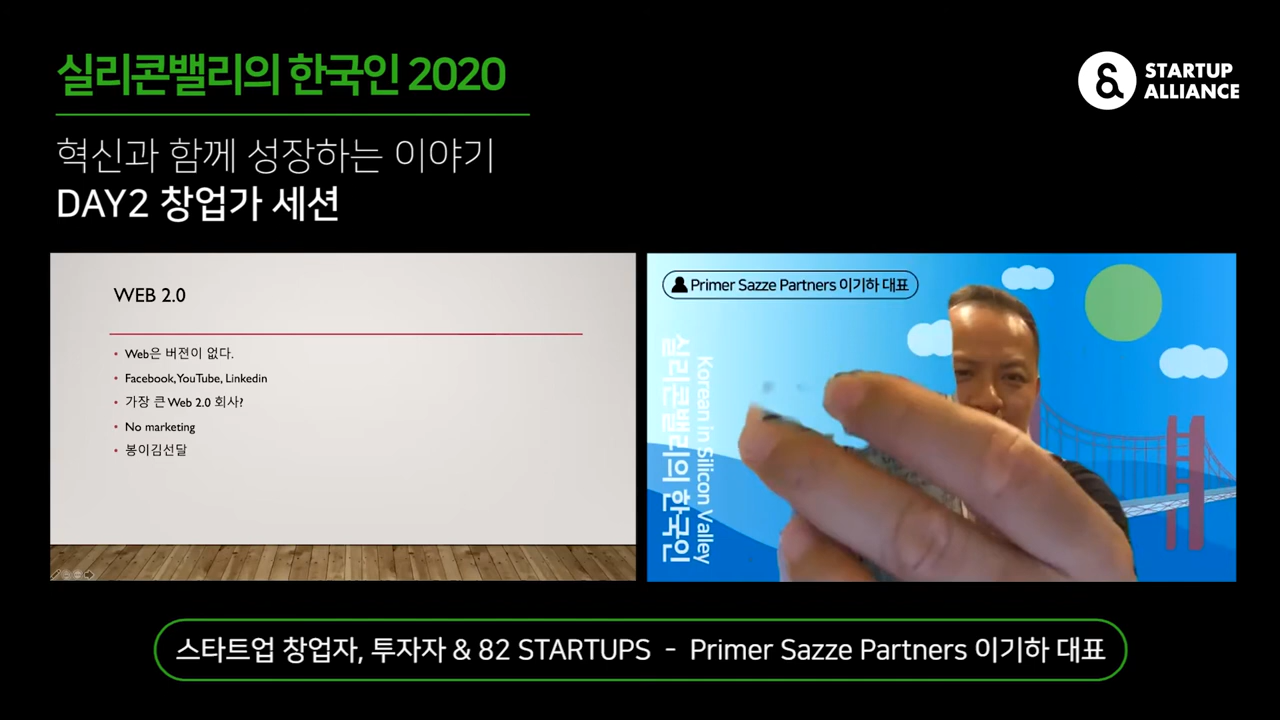 실리콘밸리의 한국인 2020
STARTUP
ALLIANCE
혁신과 함께 성장하는 이야기
DAY2 창업가 세션
WEB 2.0
• Web은 버젼이 없다.
• Facebook, YouTube, Linkedin
• 가장 큰 Web 2.0 회사?
• No marketing
• 봉이김선달
Primer Sazze Partners 이기하 대표
Korean in Silicon Valley
실리콘밸리의 한국인
스타트업 창업자, 투자자 & 82 STARTUPS - Primer Sazze Partners 이기하 대표